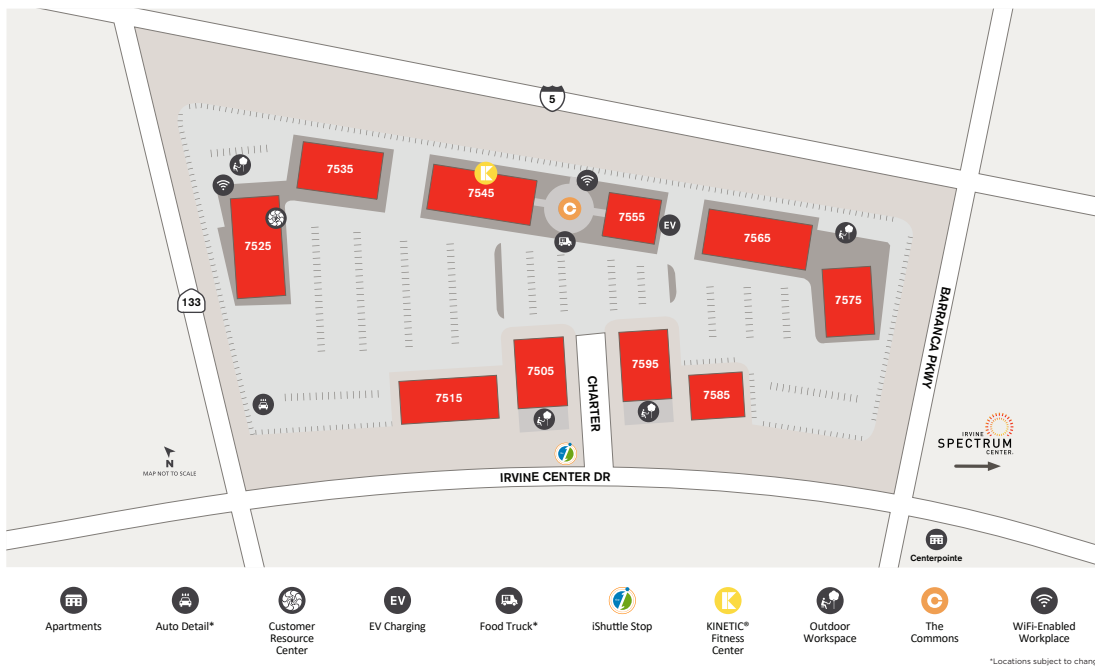 5
7535
7545
7555
EV
7565
7525
7575
133
7505
7595
7515
7585
CHARTER
BARRANCA PKWY
N
MAP NOT TO SCALE
IRVINE CENTER DR
IRVINE
SPECTRUM
CENTER.
Centerpointe
EV
Apartments
Auto Detail*
Customer
Resource
Center
EV Charging
Food Truck*
iShuttle Stop
KINETIC®
Fitness
Center
Outdoor
Workspace
The
Commons
WiFi-Enabled
Workplace
*Locations subject to chang